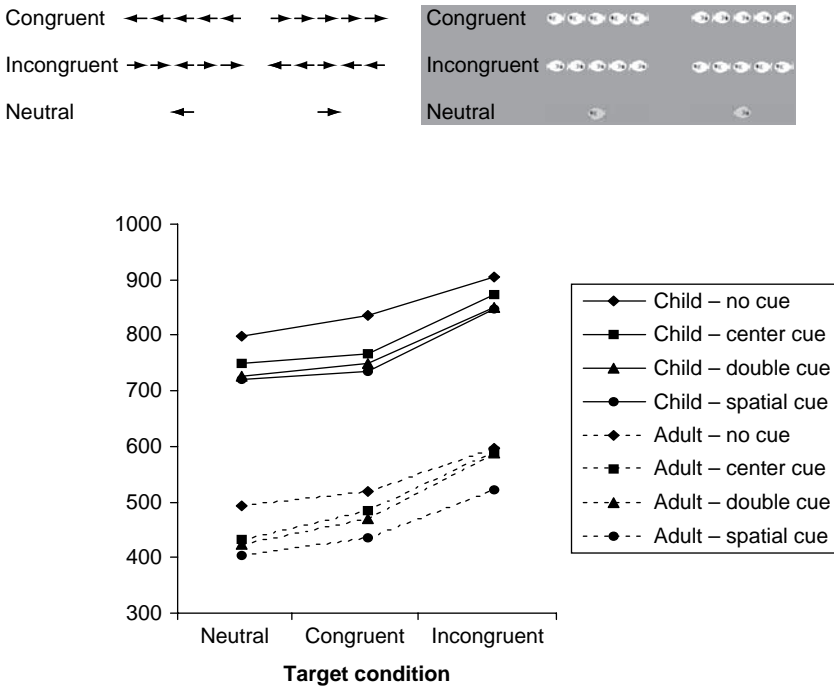 Congruent
Incongruent
Neutral
Congruent
Incongruent
Neutral
1000
900
800
700
600
500
400
300
Neutral Congruent Incongruent
Target condition
Child – no cue
Child – center cue
Child – double cue
Child – spatial cue
Adult – no cue
Adult – center cue
Adult – double cue
Adult – spatial cue